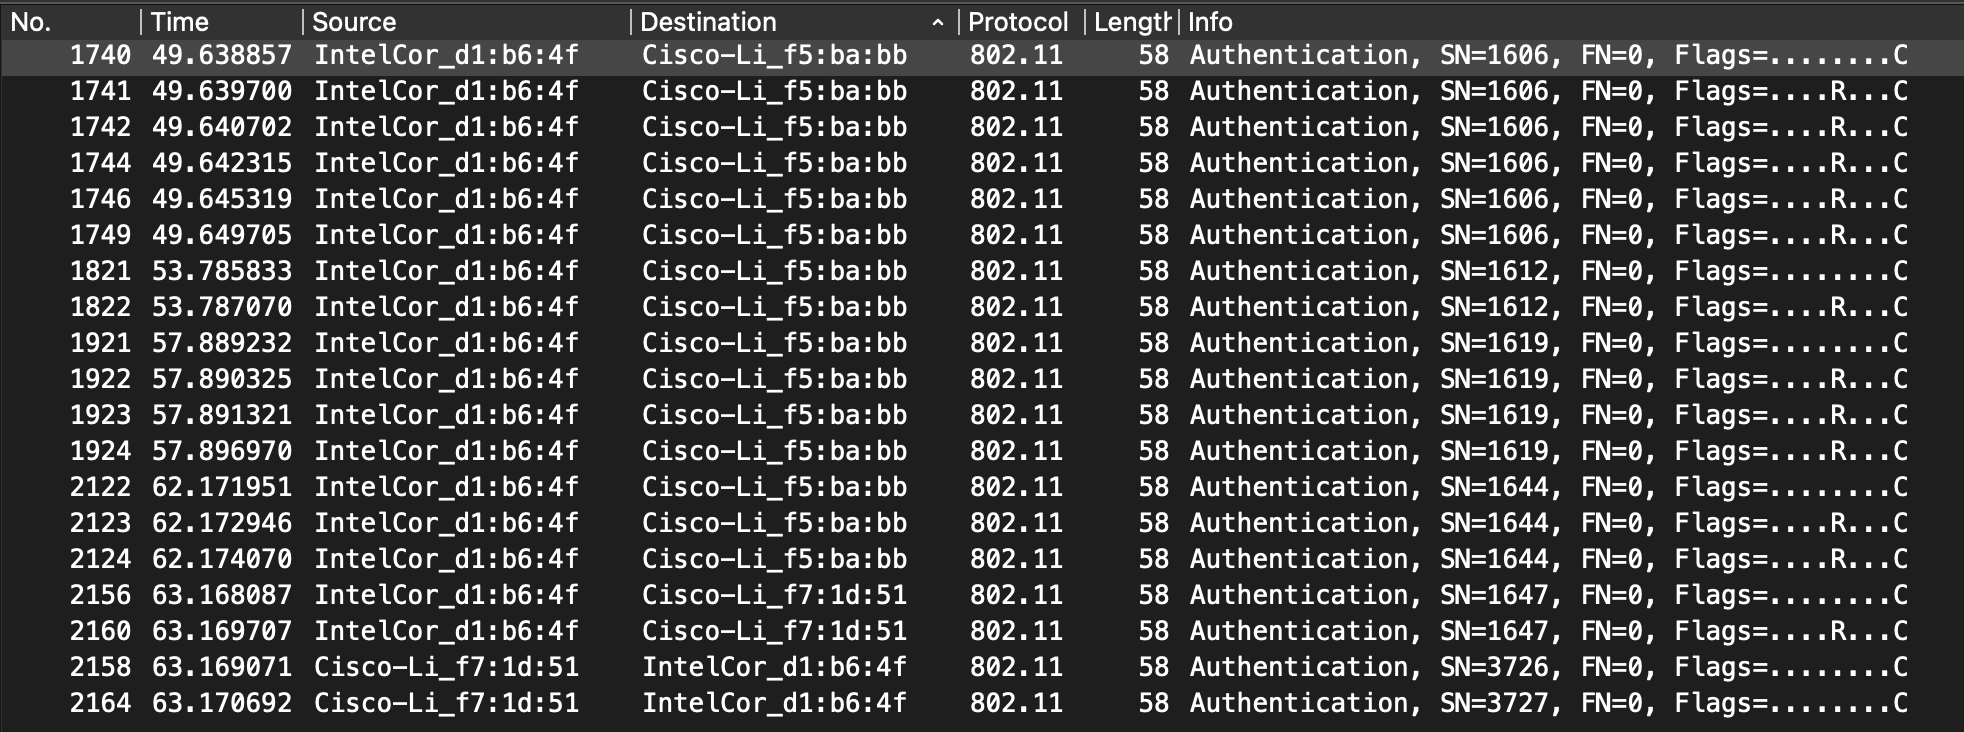 No. Time Source Destination Protocol Length Info
1740 49.638857 IntelCor_d1:b6:4f Cisco-Li_f5:ba:bb 802.11 58 Authentication, SN=1606, FN=0, Flags=........C
1741 49.639700 IntelCor_d1:b6:4f Cisco-Li_f5:ba:bb 802.11 58 Authentication, SN=1606, FN=0, Flags=....R...C
1742 49.640702 IntelCor_d1:b6:4f Cisco-Li_f5:ba:bb 802.11 58 Authentication, SN=1606, FN=0, Flags=....R...C
1744 49.642315 IntelCor_d1:b6:4f Cisco-Li_f5:ba:bb 802.11 58 Authentication, SN=1606, FN=0, Flags=....R...C
1746 49.645319 IntelCor_d1:b6:4f Cisco-Li_f5:ba:bb 802.11 58 Authentication, SN=1606, FN=0, Flags=....R...C
1749 49.649705 IntelCor_d1:b6:4f Cisco-Li_f5:ba:bb 802.11 58 Authentication, SN=1606, FN=0, Flags=....R...C
1821 53.785833 IntelCor_d1:b6:4f Cisco-Li_f5:ba:bb 802.11 58 Authentication, SN=1612, FN=0, Flags=........C
1822 53.787070 IntelCor_d1:b6:4f Cisco-Li_f5:ba:bb 802.11 58 Authentication, SN=1612, FN=0, Flags=....R...C
1921 57.889232 IntelCor_d1:b6:4f Cisco-Li_f5:ba:bb 802.11 58 Authentication, SN=1619, FN=0, Flags=........C
1922 57.890325 IntelCor_d1:b6:4f Cisco-Li_f5:ba:bb 802.11 58 Authentication, SN=1619, FN=0, Flags=....R...C
1923 57.891321 IntelCor_d1:b6:4f Cisco-Li_f5:ba:bb 802.11 58 Authentication, SN=1619, FN=0, Flags=....R...C
1924 57.896970 IntelCor_d1:b6:4f Cisco-Li_f5:ba:bb 802.11 58 Authentication, SN=1619, FN=0, Flags=....R...C
2122 62.171951 IntelCor_d1:b6:4f Cisco-Li_f5:ba:bb 802.11 58 Authentication, SN=1644, FN=0, Flags=........C
2123 62.172946 IntelCor_d1:b6:4f Cisco-Li_f5:ba:bb 802.11 58 Authentication, SN=1644, FN=0, Flags=....R...C
2124 62.174070 IntelCor_d1:b6:4f Cisco-Li_f5:ba:bb 802.11 58 Authentication, SN=1644, FN=0, Flags=....R...C
2156 63.168087 IntelCor_d1:b6:4f Cisco-Li_f7:1d:51 802.11 58 Authentication, SN=1647, FN=0, Flags=........C
2160 63.169707 IntelCor_d1:b6:4f Cisco-Li_f7:1d:51 802.11 58 Authentication, SN=1647, FN=0, Flags=....R...C
2158 63.169071 Cisco-Li_f7:1d:51 IntelCor_d1:b6:4f 802.11 58 Authentication, SN=3726, FN=0, Flags=........C
2164 63.170692 Cisco-Li_f7:1d:51 IntelCor_d1:b6:4f 802.11 58 Authentication, SN=3727, FN=0, Flags=........C